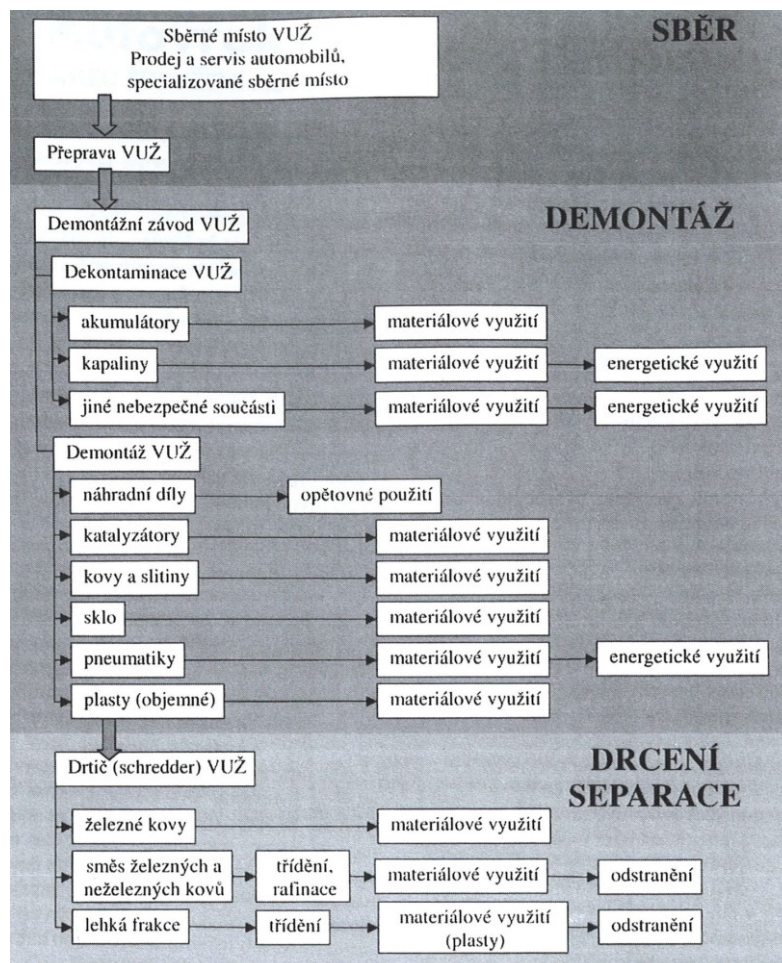 Sběrné místo VUŽ
Prodej a servis automobilů,
specializované sběrné místo
SBĚR
Přeprava VUŽ
DEMONTÁŽ
Demontážní závod VUŽ
Dekontaminace VUŽ
akumulátory
materiálové využití
kapaliny
materiálové využití
energetické využití
jiné nebezpečné součásti
materiálové využití
energetické využití
Demontáž VUŽ
náhradní díly
opětovné použití
katalyzátory
materiálové využití
kovy a slitiny
materiálové využití
sklo
materiálové využití
pneumatiky
materiálové využití
energetické využití
plasty (objemné)
materiálové využití
DRCENÍ
SEPARACE
Drtič (schredder) VUŽ
železné kovy
materiálové využití
směs železných a
neželezných kovů
třídění,
rafinace
materiálové využití
odstranění
lehká frakce
třídění
materiálové využití
(plasty)
odstranění